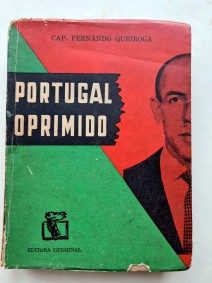 CAP. FERNANDO QUEIROGA
PORTUGAL
OPRIMIDO
EDITORA GERMINAL